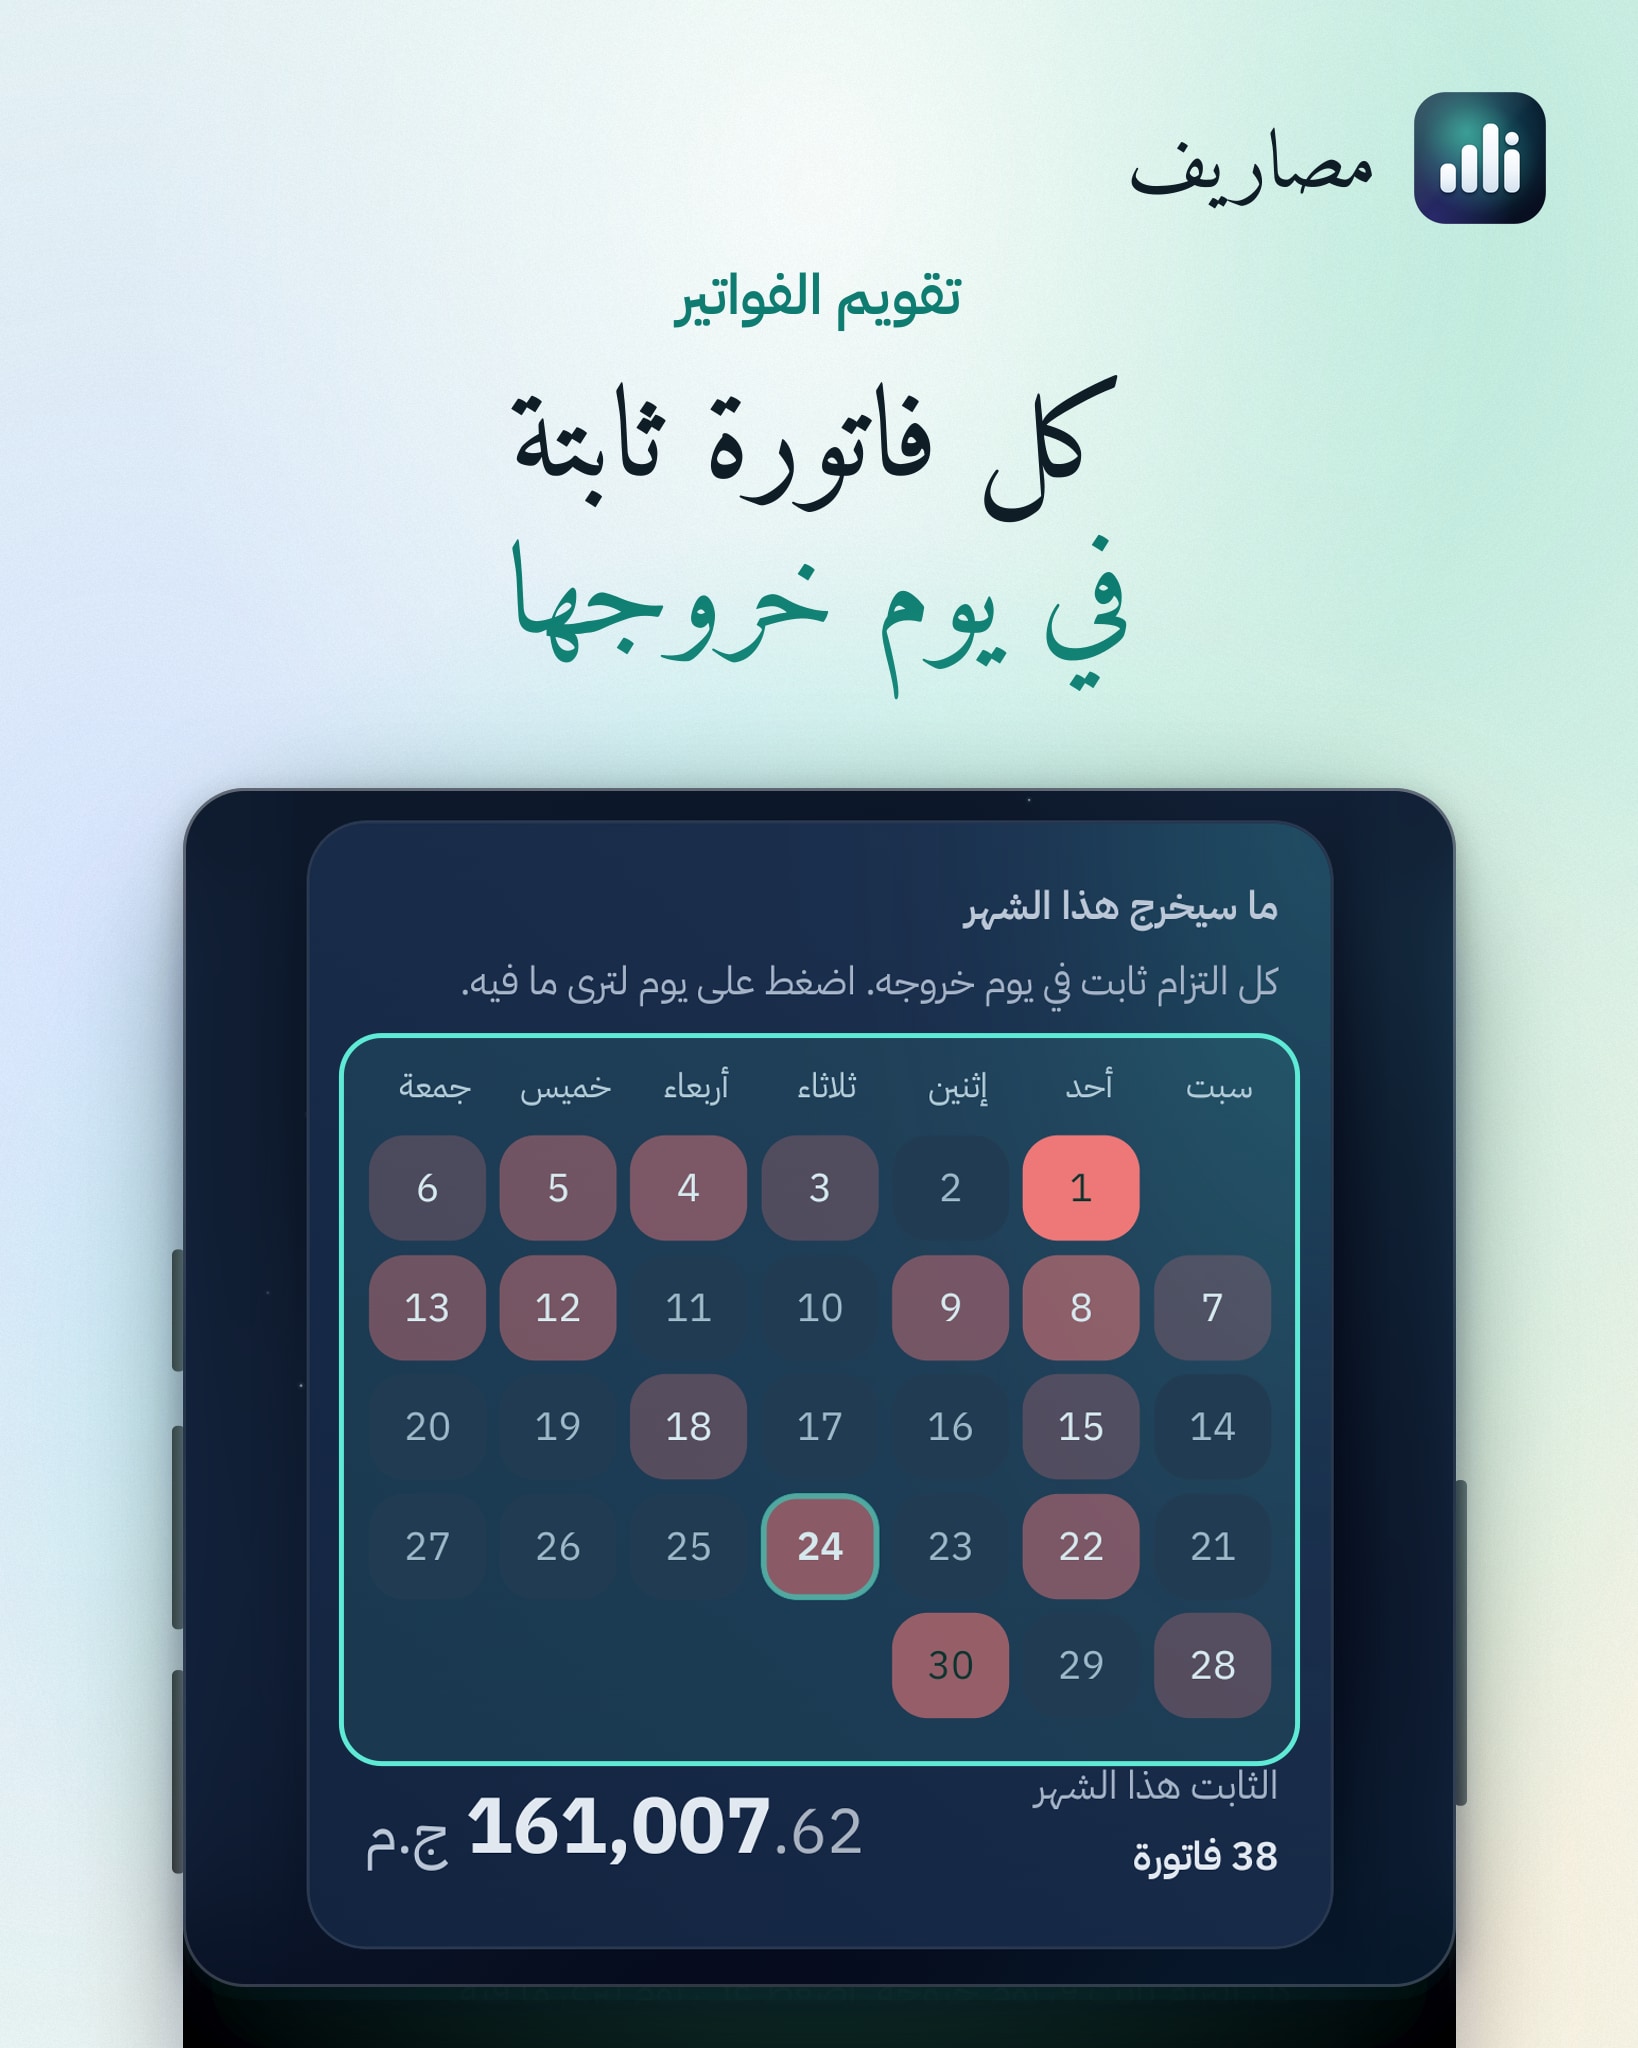 مصاريف
تقويم الفواتير
كل فاتورة ثابتة
في يوم خروجها
ما سيخرج هذا الشهر
كل التزام ثابت في يوم خروجه. اضغط على يوم لترى ما فيه.
سبت أحد إثنين ثلاثاء أربعاء خميس جمعة
1 2 3 4 5 6
7 8 9 10 11 12 13
14 15 16 17 18 19 20
21 22 23 24 25 26 27
28 29 30
الثابت هذا الشهر
38 فاتورة
161,007.62 ج.م